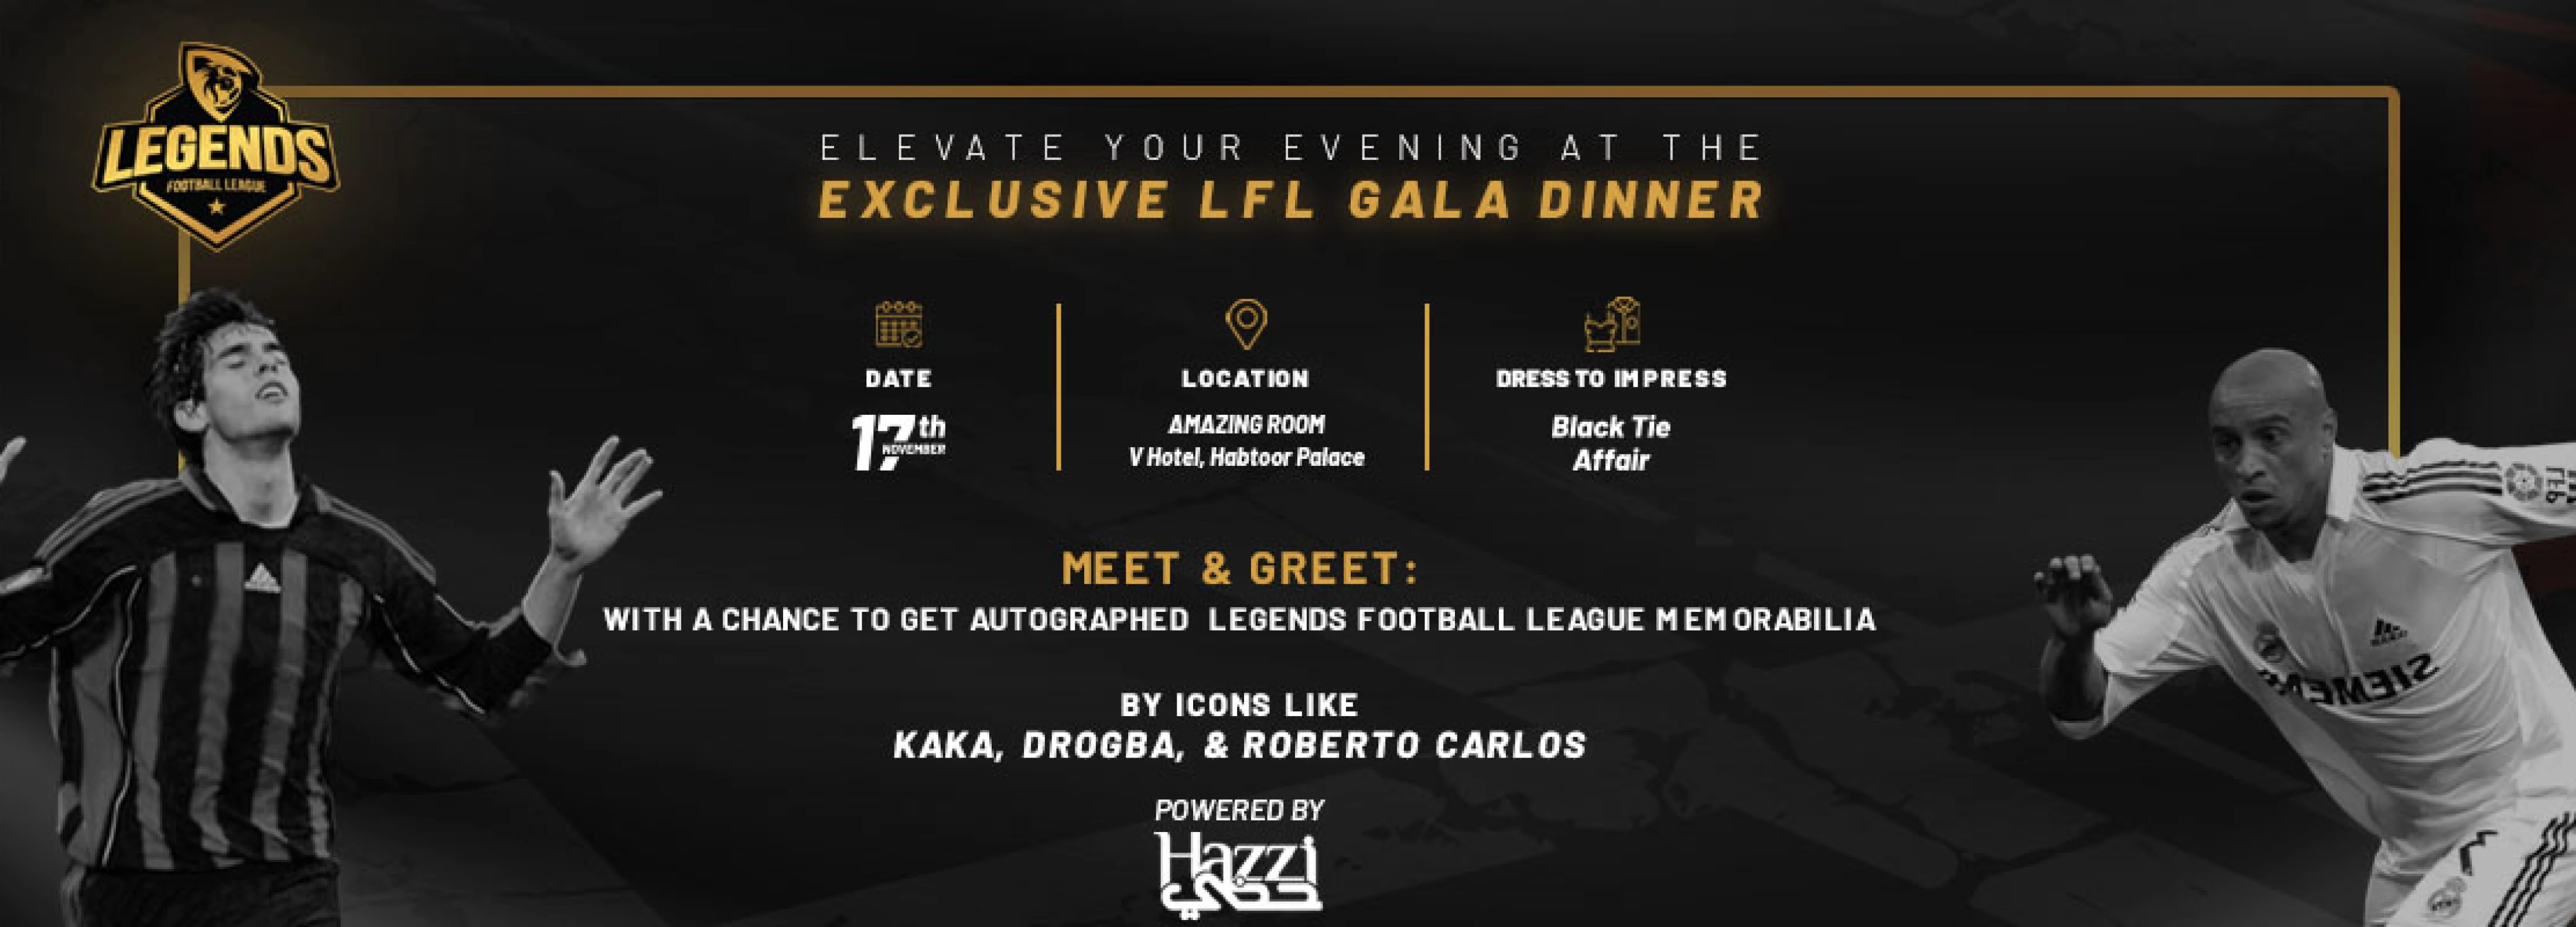 LEGENDS
FOOTBALL LEAGUE
ELEVATE YOUR EVENING AT THE
EXCLUSIVE LFL GALA DINNER
DATE
17th
NOVEMBER
LOCATION
AMAZING ROOM
V Hotel, Habtoor Palace
DRESS TO IMPRESS
Black Tie
Affair
MEET & GREET:
WITH A CHANCE TO GET AUTOGRAPHED LEGENDS FOOTBALL LEAGUE MEMORABILIA
BY ICONS LIKE
KAKA, DROGBA, & ROBERTO CARLOS
POWERED BY
Hazzi
حظي
SIEMENS